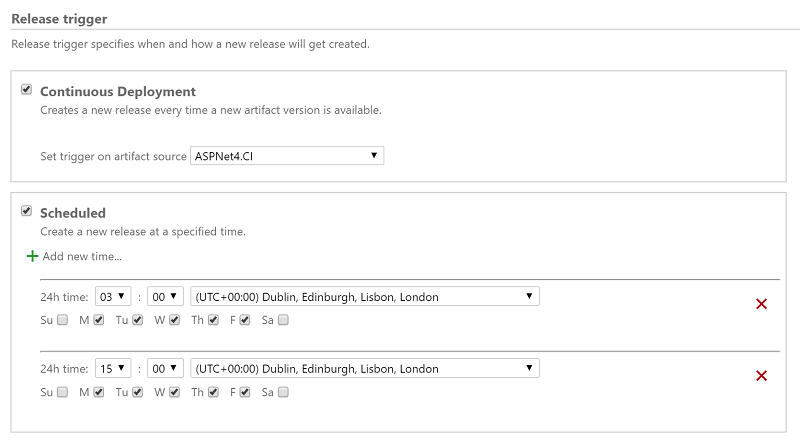 Release trigger
Release trigger specifies when and how a new release will get created.
Continuous Deployment
Creates a new release every time a new artifact version is available.
Set trigger on artifact source ASPNet4.CI
Scheduled
Create a new release at a specified time.
Add new time...
24h time: 03 : 00 (UTC+00:00) Dublin, Edinburgh, Lisbon, London
Su M Tu W Th F Sa
24h time: 15 : 00 (UTC+00:00) Dublin, Edinburgh, Lisbon, London
Su M Tu W Th F Sa